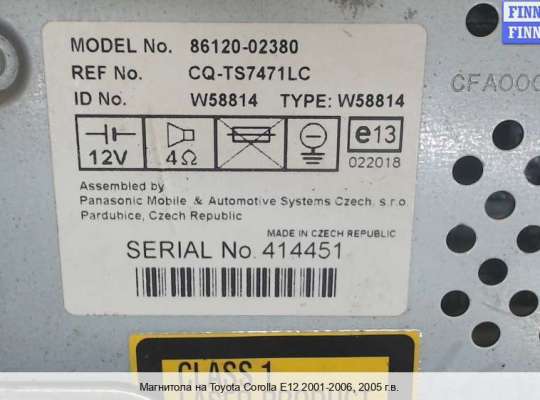 FINN
FINN
MODEL No. 86120-02380
REF No. CQ-TS7471LC
CFA000
ID No. W58814 TYPE: W58814
12V 4Ω e13
022018
Assembled by
Panasonic Mobile & Automotive Systems Czech, s.r.o
Pardubice, Czech Republic
MADE IN CZECH REPUBLIC
SERIAL No. 414451
CLASS 1
Магнитола на Toyota Corolla E12 2001-2006, 2005 г.в.